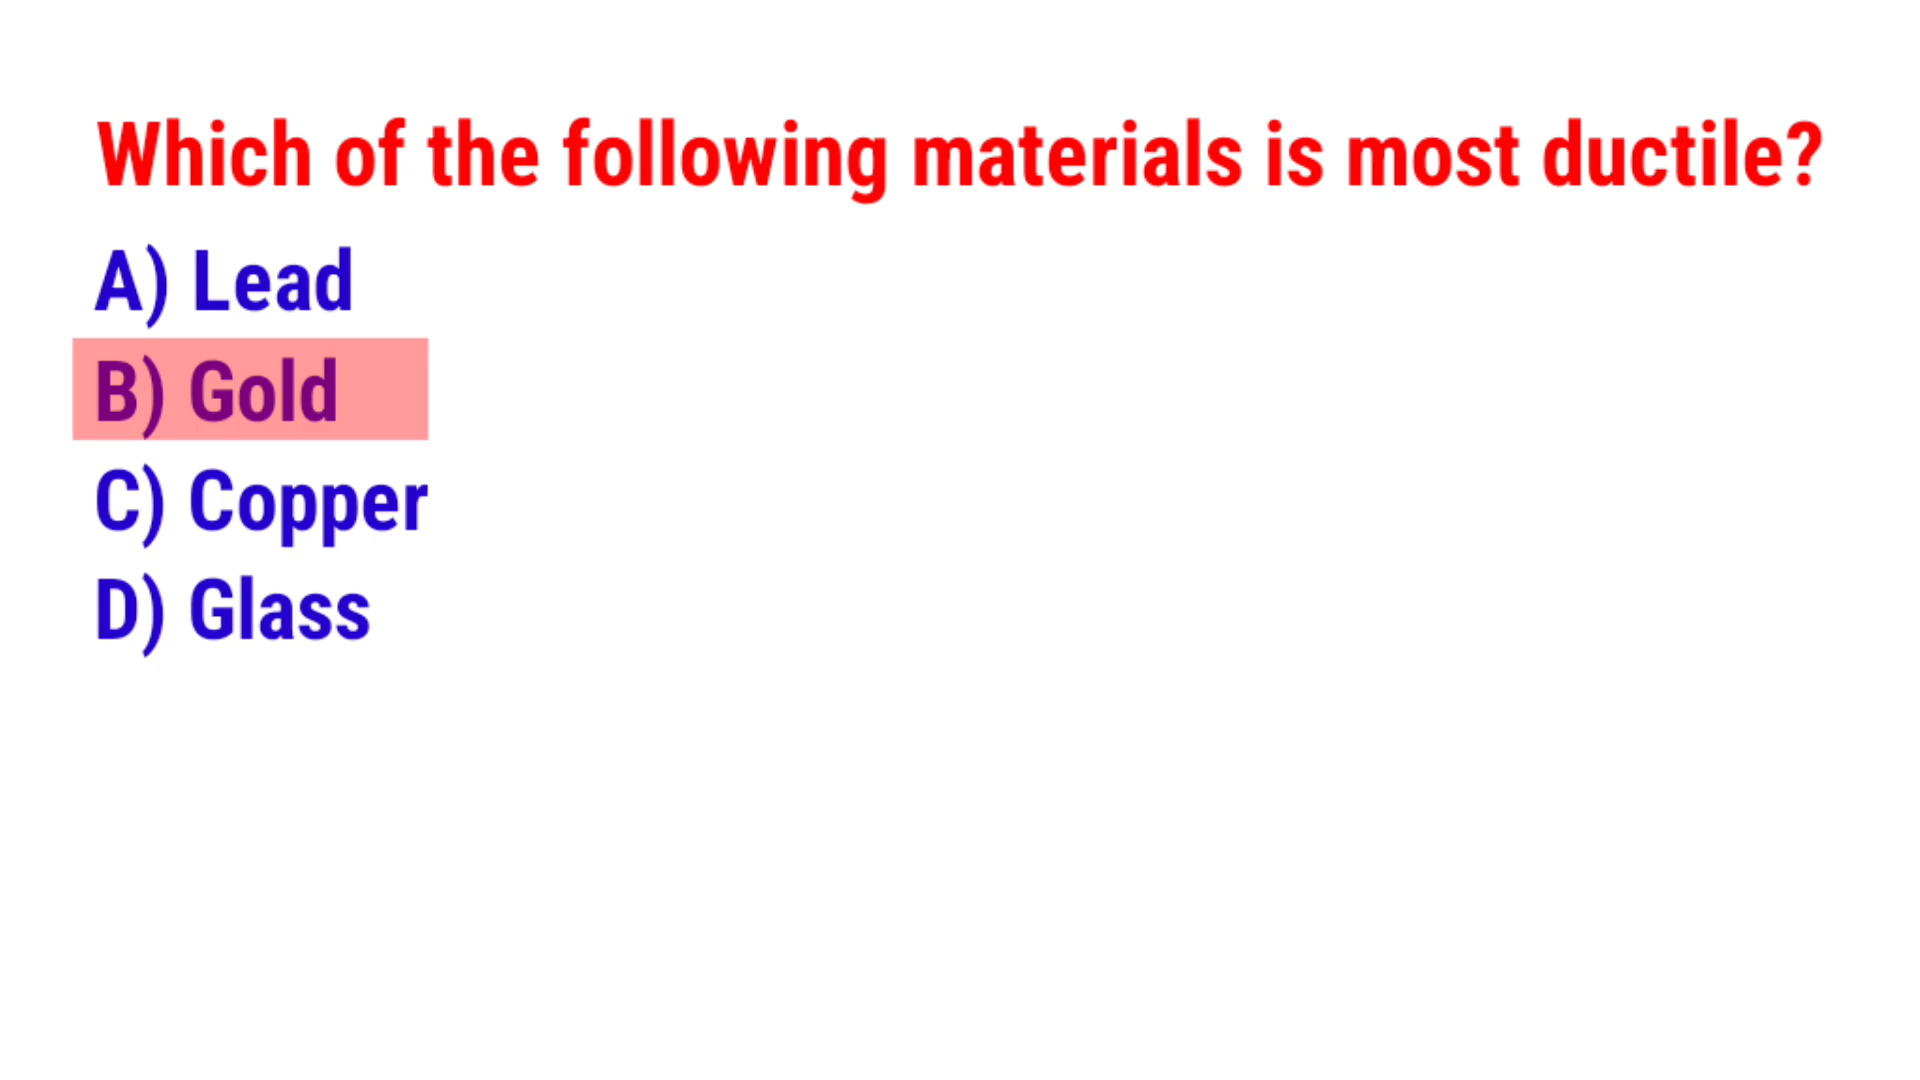 Which of the following materials is most ductile?
A) Lead
B) Gold
C) Copper
D) Glass